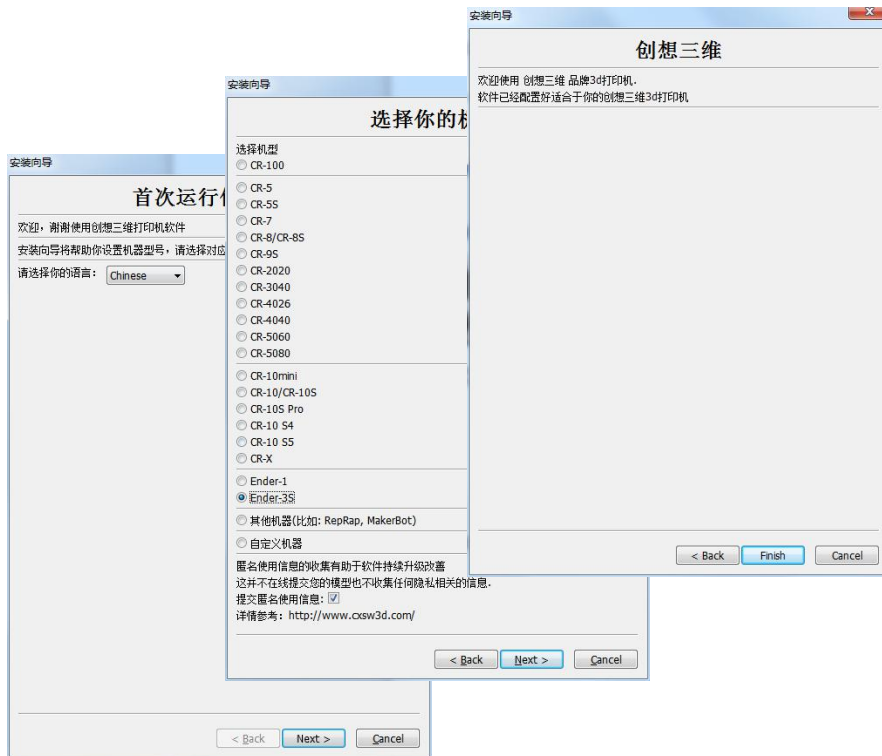 安装向导
首次运行
欢迎，谢谢使用创想三维打印机软件
安装向导将帮助你设置机器型号，请选择对应
请选择你的语言：
Chinese
< Back
Next >
Cancel
安装向导
选择你的
选择机型
CR-100
CR-5
CR-5S
CR-7
CR-8/CR-8S
CR-9S
CR-2020
CR-3040
CR-4026
CR-4040
CR-5060
CR-5080
CR-10mini
CR-10/CR-10S
CR-10S Pro
CR-10 S4
CR-10 S5
CR-X
Ender-1
Ender-3S
其他机器(比如: RepRap, MakerBot)
自定义机器
匿名使用信息的收集有助于软件持续升级改善
这并不在线提交您的模型也不收集任何隐私相关的信息.
提交匿名使用信息:
详情参考：http://www.cxsw3d.com/
< Back
Next >
Cancel
安装向导
创想三维
欢迎使用 创想三维 品牌3d打印机.
软件已经配置好适合于你的创想三维3d打印机
< Back
Finish
Cancel